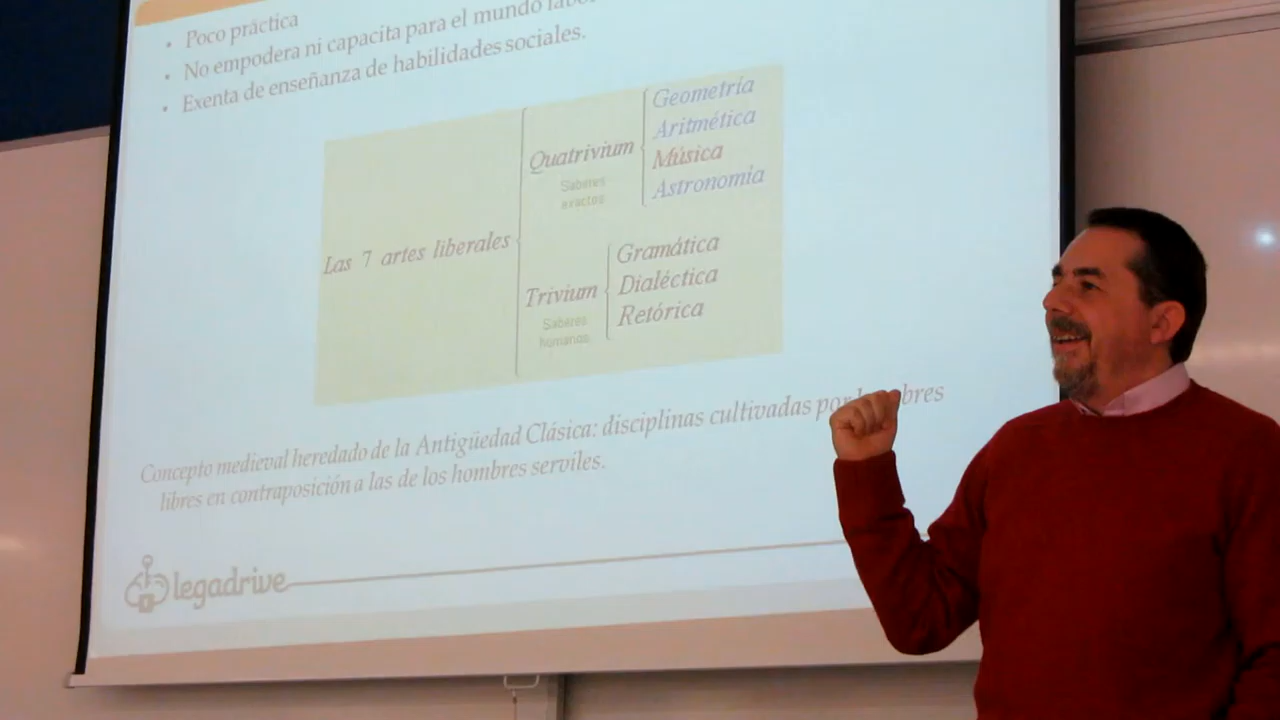 • Poco práctica
• No empodera ni capacita para el mundo
• Exenta de enseñanza de habilidades sociales.
Las 7 artes liberales
Quatrivium
Saberes
exactos
Geometría
Aritmética
Música
Astronomía
Trivium
Saberes
humanos
Gramática
Dialéctica
Retórica
Concepto medieval heredado de la Antigüedad Clásica: disciplinas cultivadas por
libres en contraposición a las de los hombres serviles.
legadrive